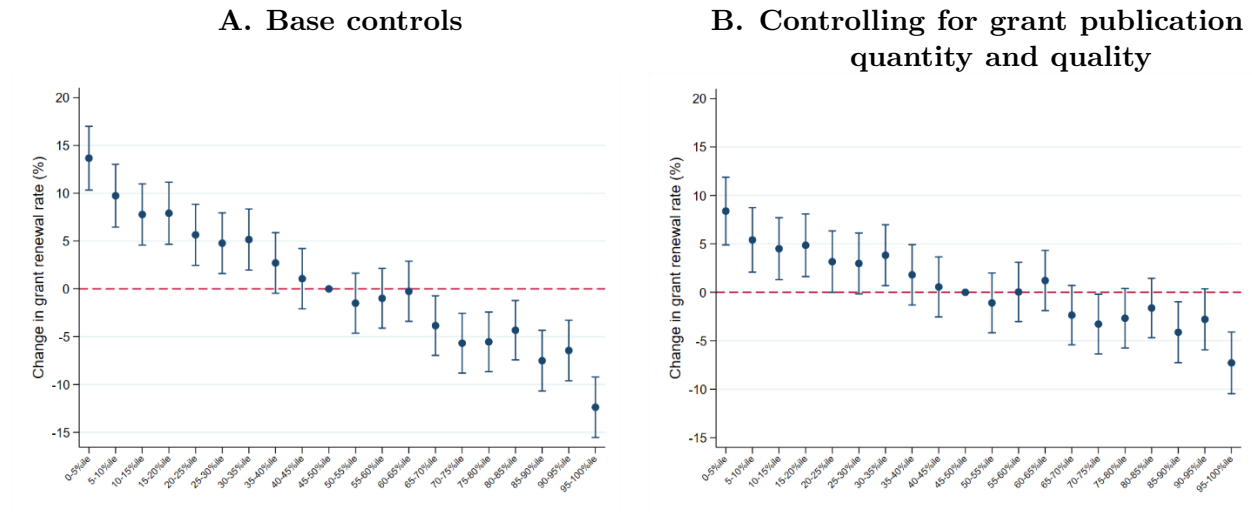 A. Base controls
B. Controlling for grant publication
quantity and quality
Change in grant renewal rate (%)
20
15
10
5
0
-5
-10
-15
0-5%ile
5-10%ile
10-15%ile
15-20%ile
20-25%ile
25-30%ile
30-35%ile
35-40%ile
40-45%ile
45-50%ile
50-55%ile
55-60%ile
60-65%ile
65-70%ile
70-75%ile
75-80%ile
80-85%ile
85-90%ile
90-95%ile
95-100%ile
Change in grant renewal rate (%)
20
15
10
5
0
-5
-10
-15
0-5%ile
5-10%ile
10-15%ile
15-20%ile
20-25%ile
25-30%ile
30-35%ile
35-40%ile
40-45%ile
45-50%ile
50-55%ile
55-60%ile
60-65%ile
65-70%ile
70-75%ile
75-80%ile
80-85%ile
85-90%ile
90-95%ile
95-100%ile